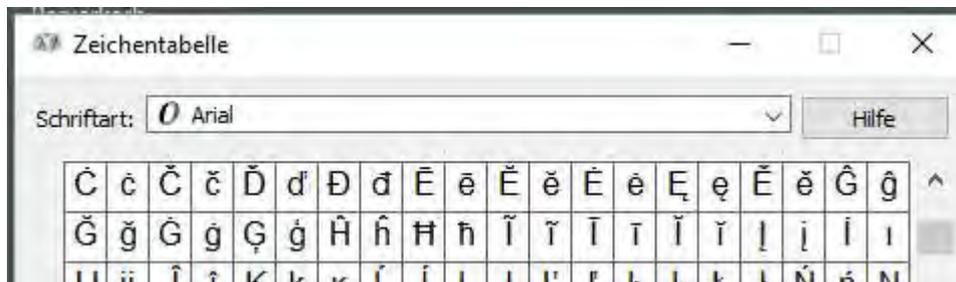 Zeichentabelle
Schriftart: O Arial Hilfe
Ċ ċ Č č Ď ď Đ đ Ē ē Ĕ ĕ Ė ė Ę ę Ě ě Ĝ ĝ
Ğ ğ Ġ ġ Ģ ģ Ĥ ĥ Ħ ħ Ĩ ĩ Ī ī Ĭ ĭ Į į İ ı